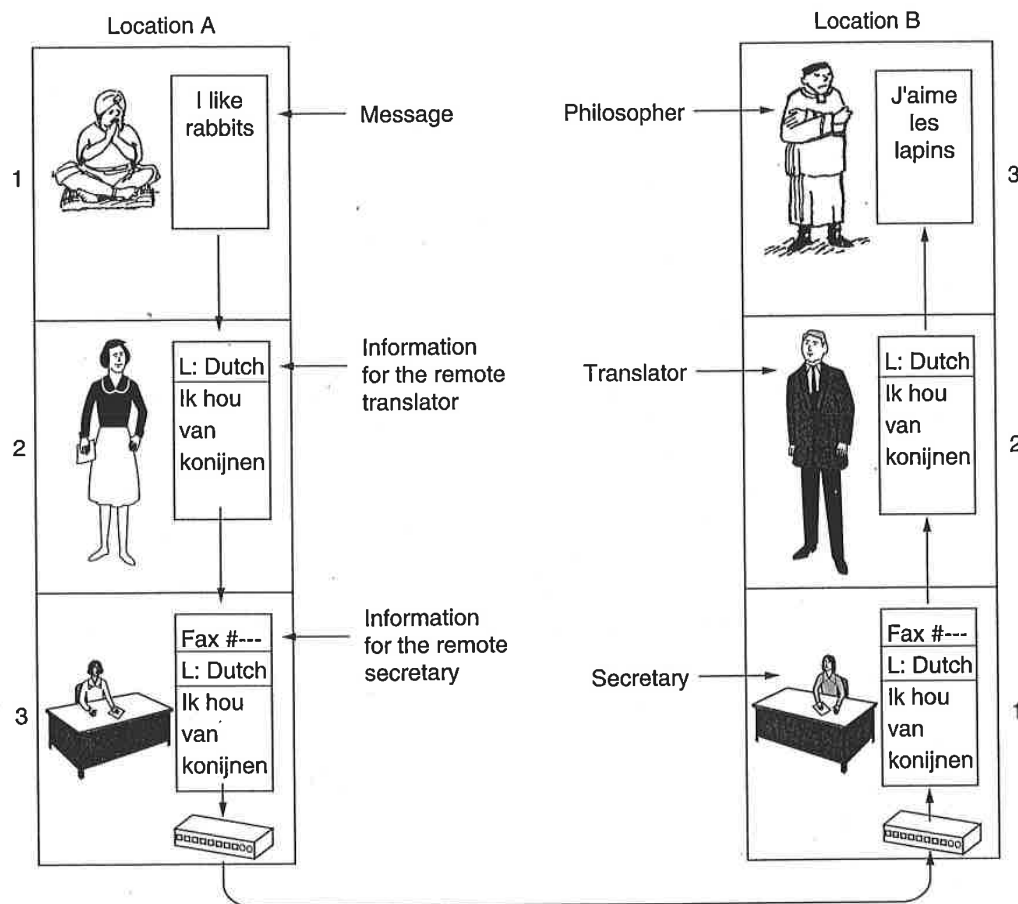 Location A
Location B
1
I like
rabbits
Message
Philosopher
J'aime
les
lapins
3
2
L: Dutch
Ik hou
van
konijnen
Information
for the remote
translator
Translator
L: Dutch
Ik hou
van
konijnen
2
3
Fax #---
L: Dutch
Ik hou
van
konijnen
Information
for the remote
secretary
Secretary
Fax #---
L: Dutch
Ik hou
van
konijnen
1